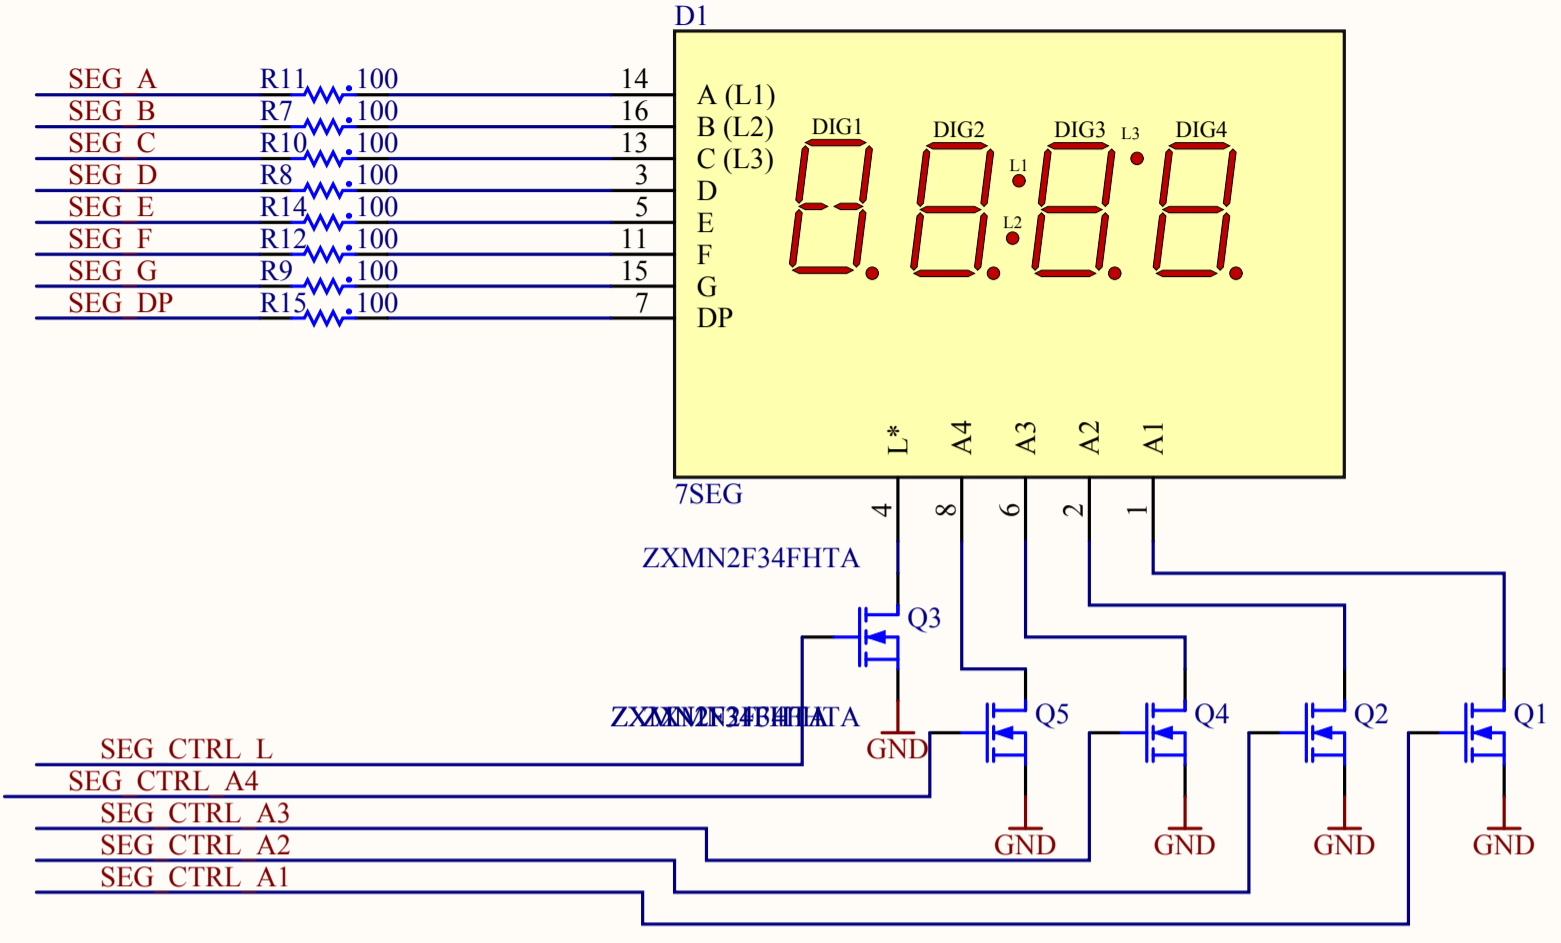 D1
SEG_A R11 100 14 A (L1)
SEG_B R7 100 16 B (L2)
SEG_C R10 100 13 C (L3)
SEG_D R8 100 3 D
SEG_E R14 100 5 E
SEG_F R12 100 11 F
SEG_G R9 100 15 G
SEG_DP R15 100 7 DP
DIG1 DIG2 DIG3 L3 DIG4
L1
L2
L* A4 A3 A2 A1
7SEG
4 8 6 2 1
ZXMN2F34FHTA
Q3
Q5 Q4 Q2 Q1
GND
SEG_CTRL_L
SEG_CTRL_A4
SEG_CTRL_A3
SEG_CTRL_A2
SEG_CTRL_A1
GND GND GND GND